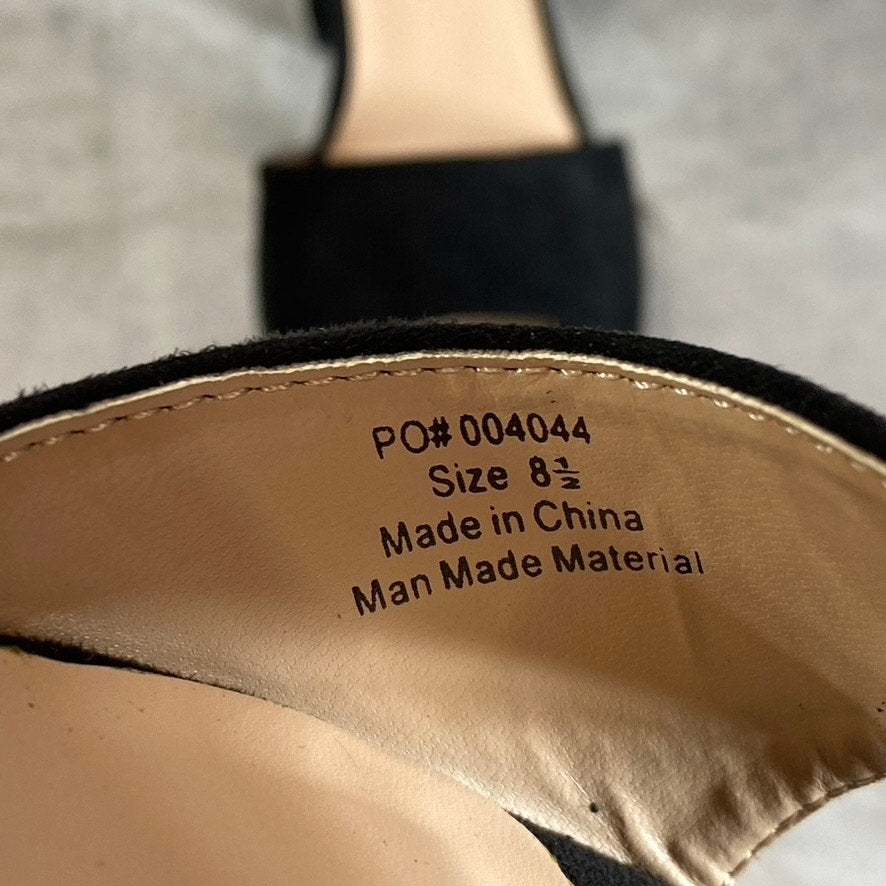 PO# 004044
Size 8½
Made in China
Man Made Material